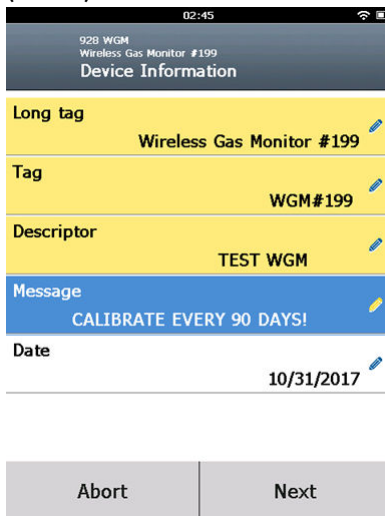 02:45
928 WGM
Wireless Gas Monitor #199
Device Information
Long tag
Wireless Gas Monitor #199
Tag
WGM#199
Descriptor
TEST WGM
Message
CALIBRATE EVERY 90 DAYS!
Date
10/31/2017
Abort Next